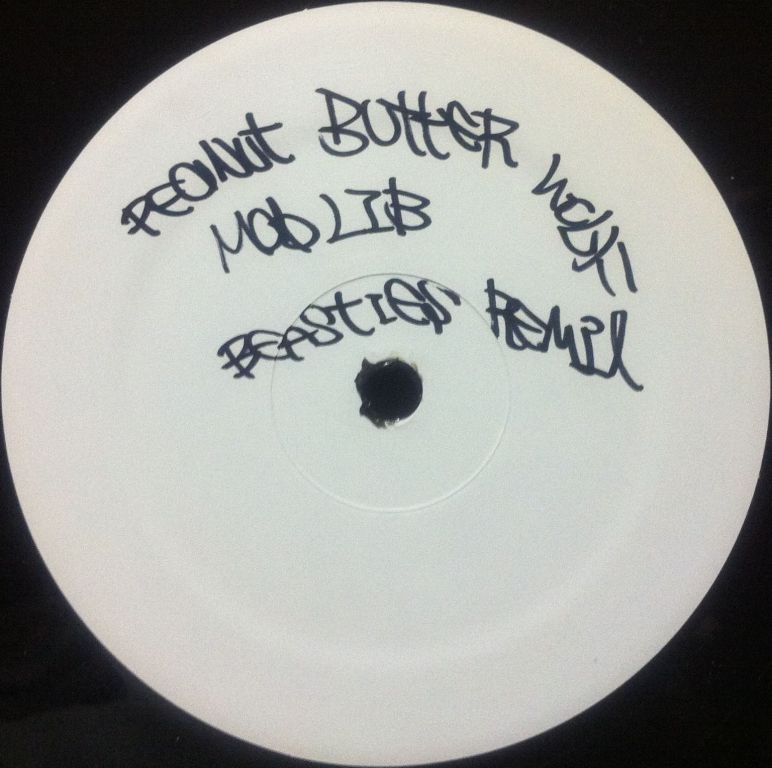 PEANUT BUTTER WOLF
MADLIB
BEASTIES REMIX